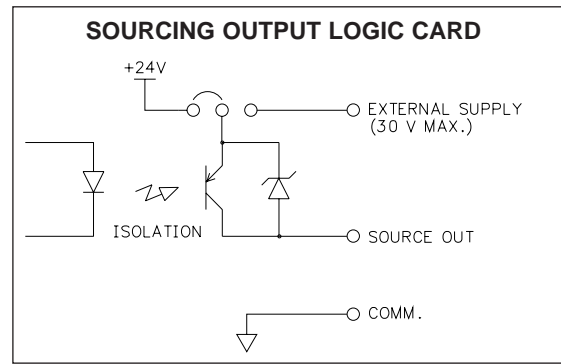 SOURCING OUTPUT LOGIC CARD
+24V
EXTERNAL SUPPLY
(30 V MAX.)
ISOLATION
SOURCE OUT
COMM.